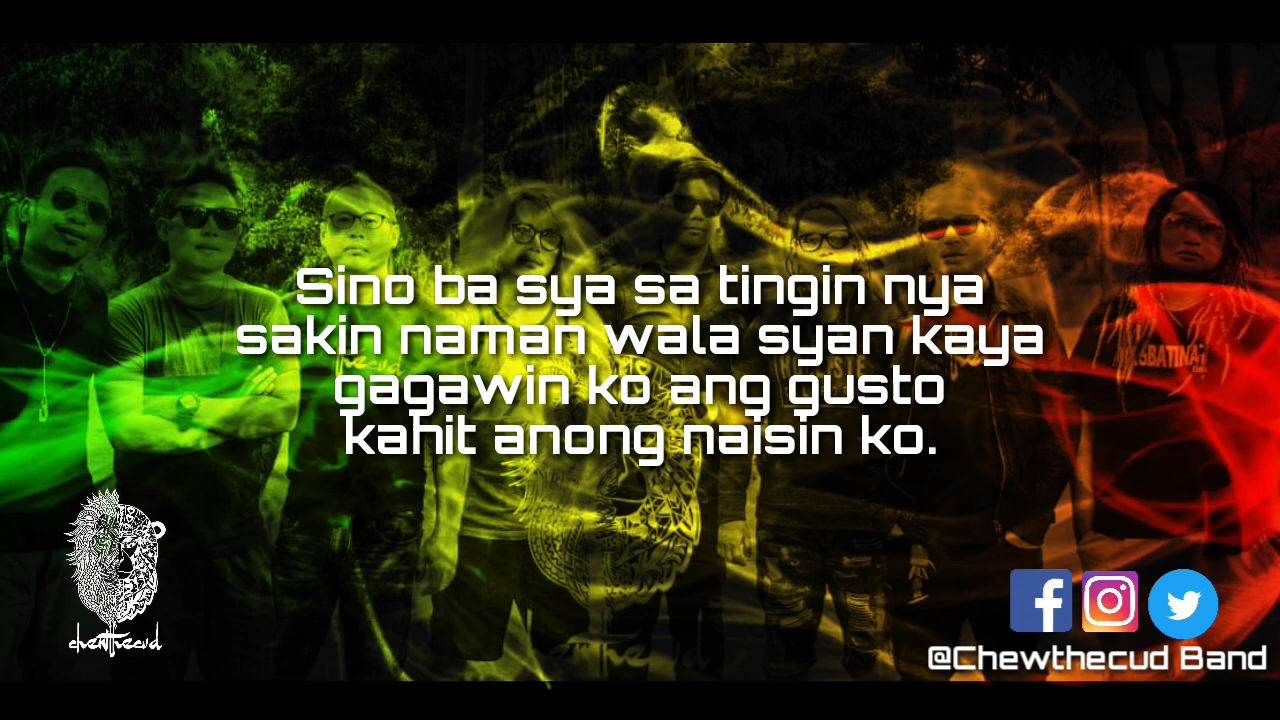 Sino ba sya sa tingin nya
sakin naman wala syan kaya
gagawin ko ang gusto
kahit anong naisin ko.
chewthecud
@Chewthecud Band